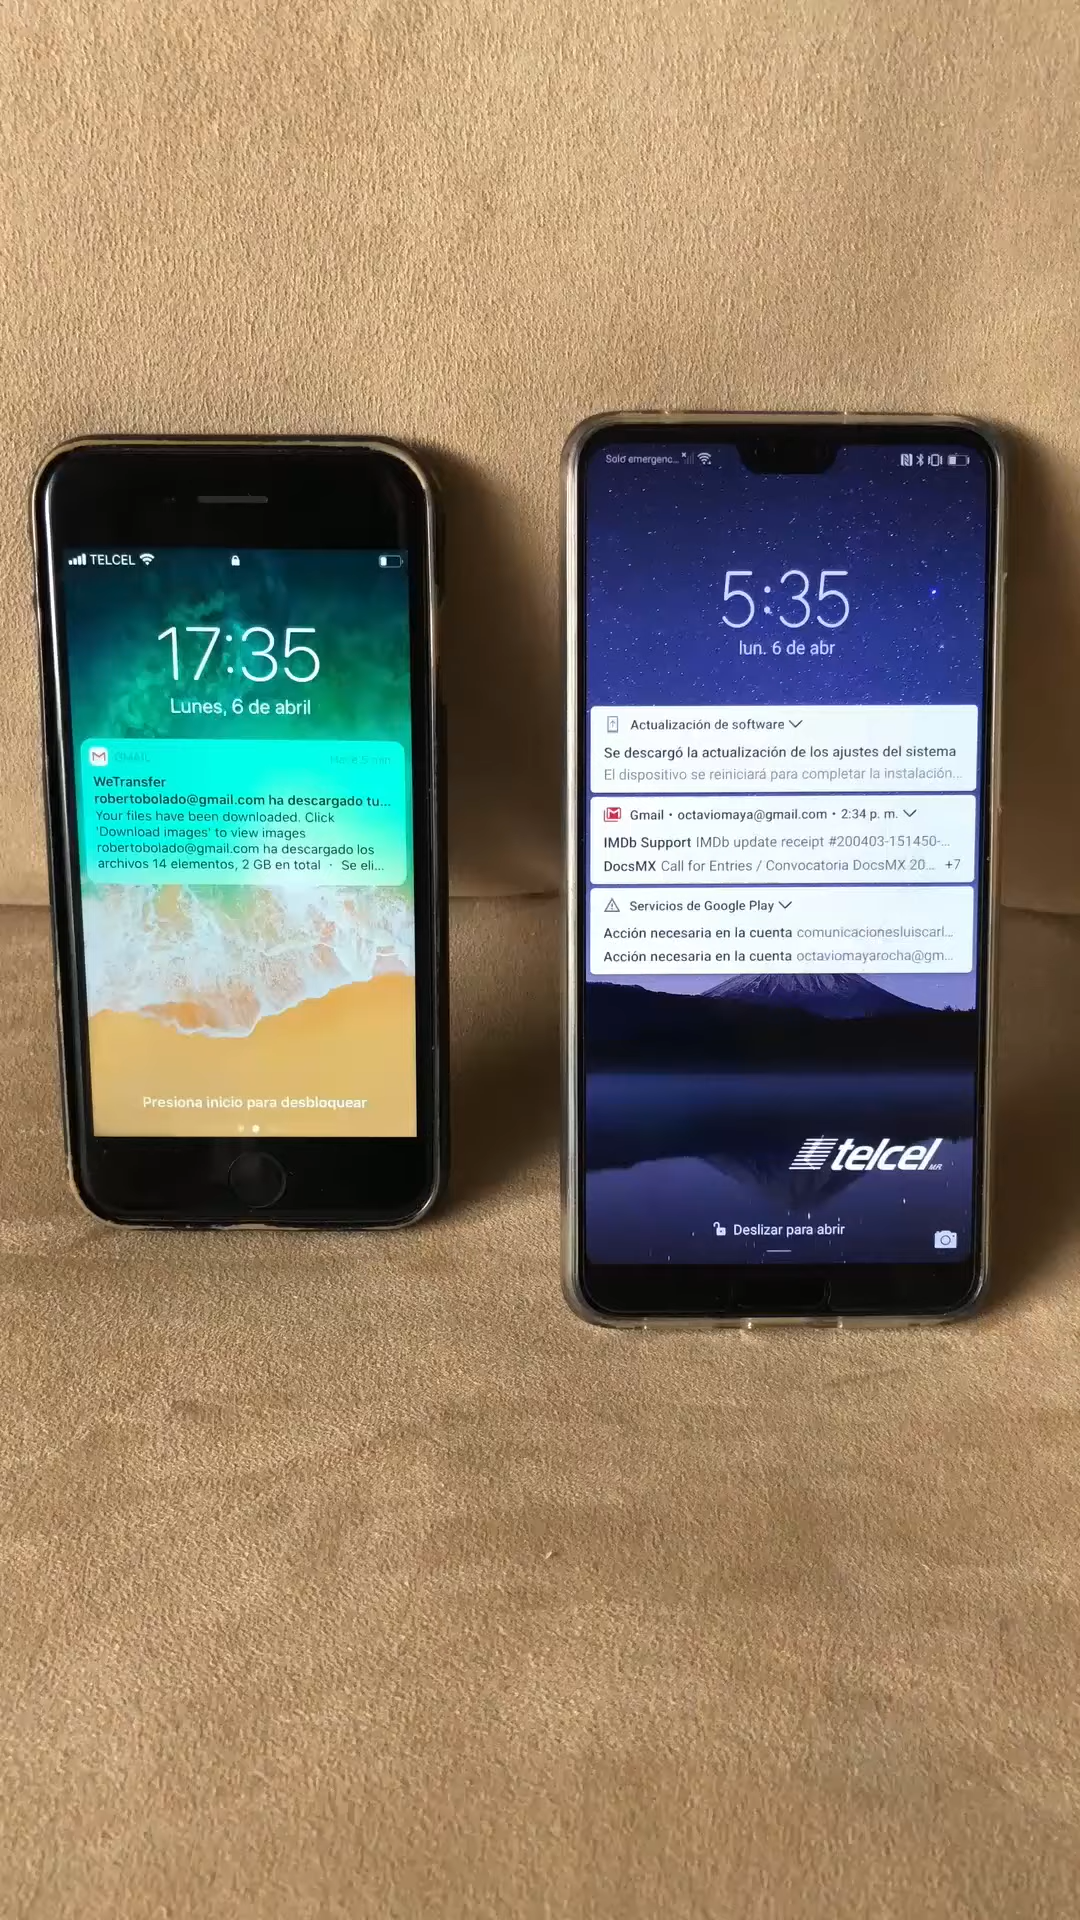 TELCEL
17:35
Lunes, 6 de abril
GMAIL
WeTransfer
robertobolado@gmail.com ha descargado tu...
Your files have been downloaded. Click
'Download images' to view images
robertobolado@gmail.com ha descargado los
archivos 14 elementos, 2 GB en total · Se eli...
Presiona inicio para desbloquear
Solo emergenc...
5:35
lun. 6 de abr
Actualización de software
Se descargó la actualización de los ajustes del sistema
El dispositivo se reiniciará para completar la instalación...
Gmail • octaviomaya@gmail.com • 2:34 p. m.
IMDb Support IMDb update receipt #200403-151450-...
DocsMX Call for Entries / Convocatoria DocsMX 20... +7
Servicios de Google Play
Acción necesaria en la cuenta comunicacionesluiscarl...
Acción necesaria en la cuenta octaviomayarocha@gm...
telcel
Deslizar para abrir